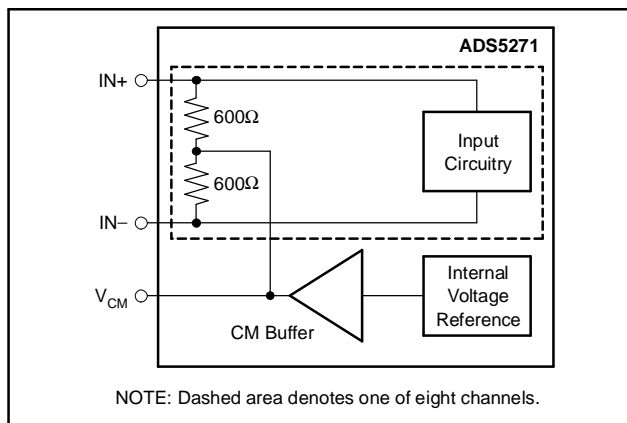 ADS5271
IN+
600Ω
600Ω
Input
Circuitry
IN−
VCM
CM Buffer
Internal
Voltage
Reference
NOTE: Dashed area denotes one of eight channels.